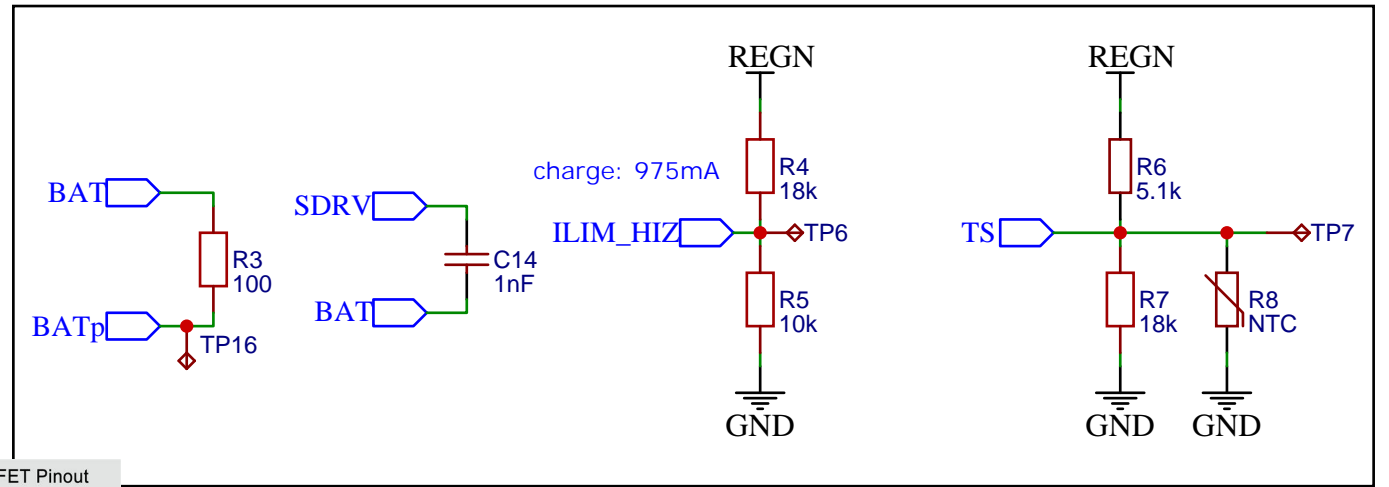 BAT
R3
100
BATp
TP16
SDRV
C14
1nF
BAT
REGN
charge: 975mA
R4
18k
ILIM_HIZ
TP6
R5
10k
GND
REGN
R6
5.1k
TS
TP7
R7
18k
R8
NTC
GND
GND
FET Pinout